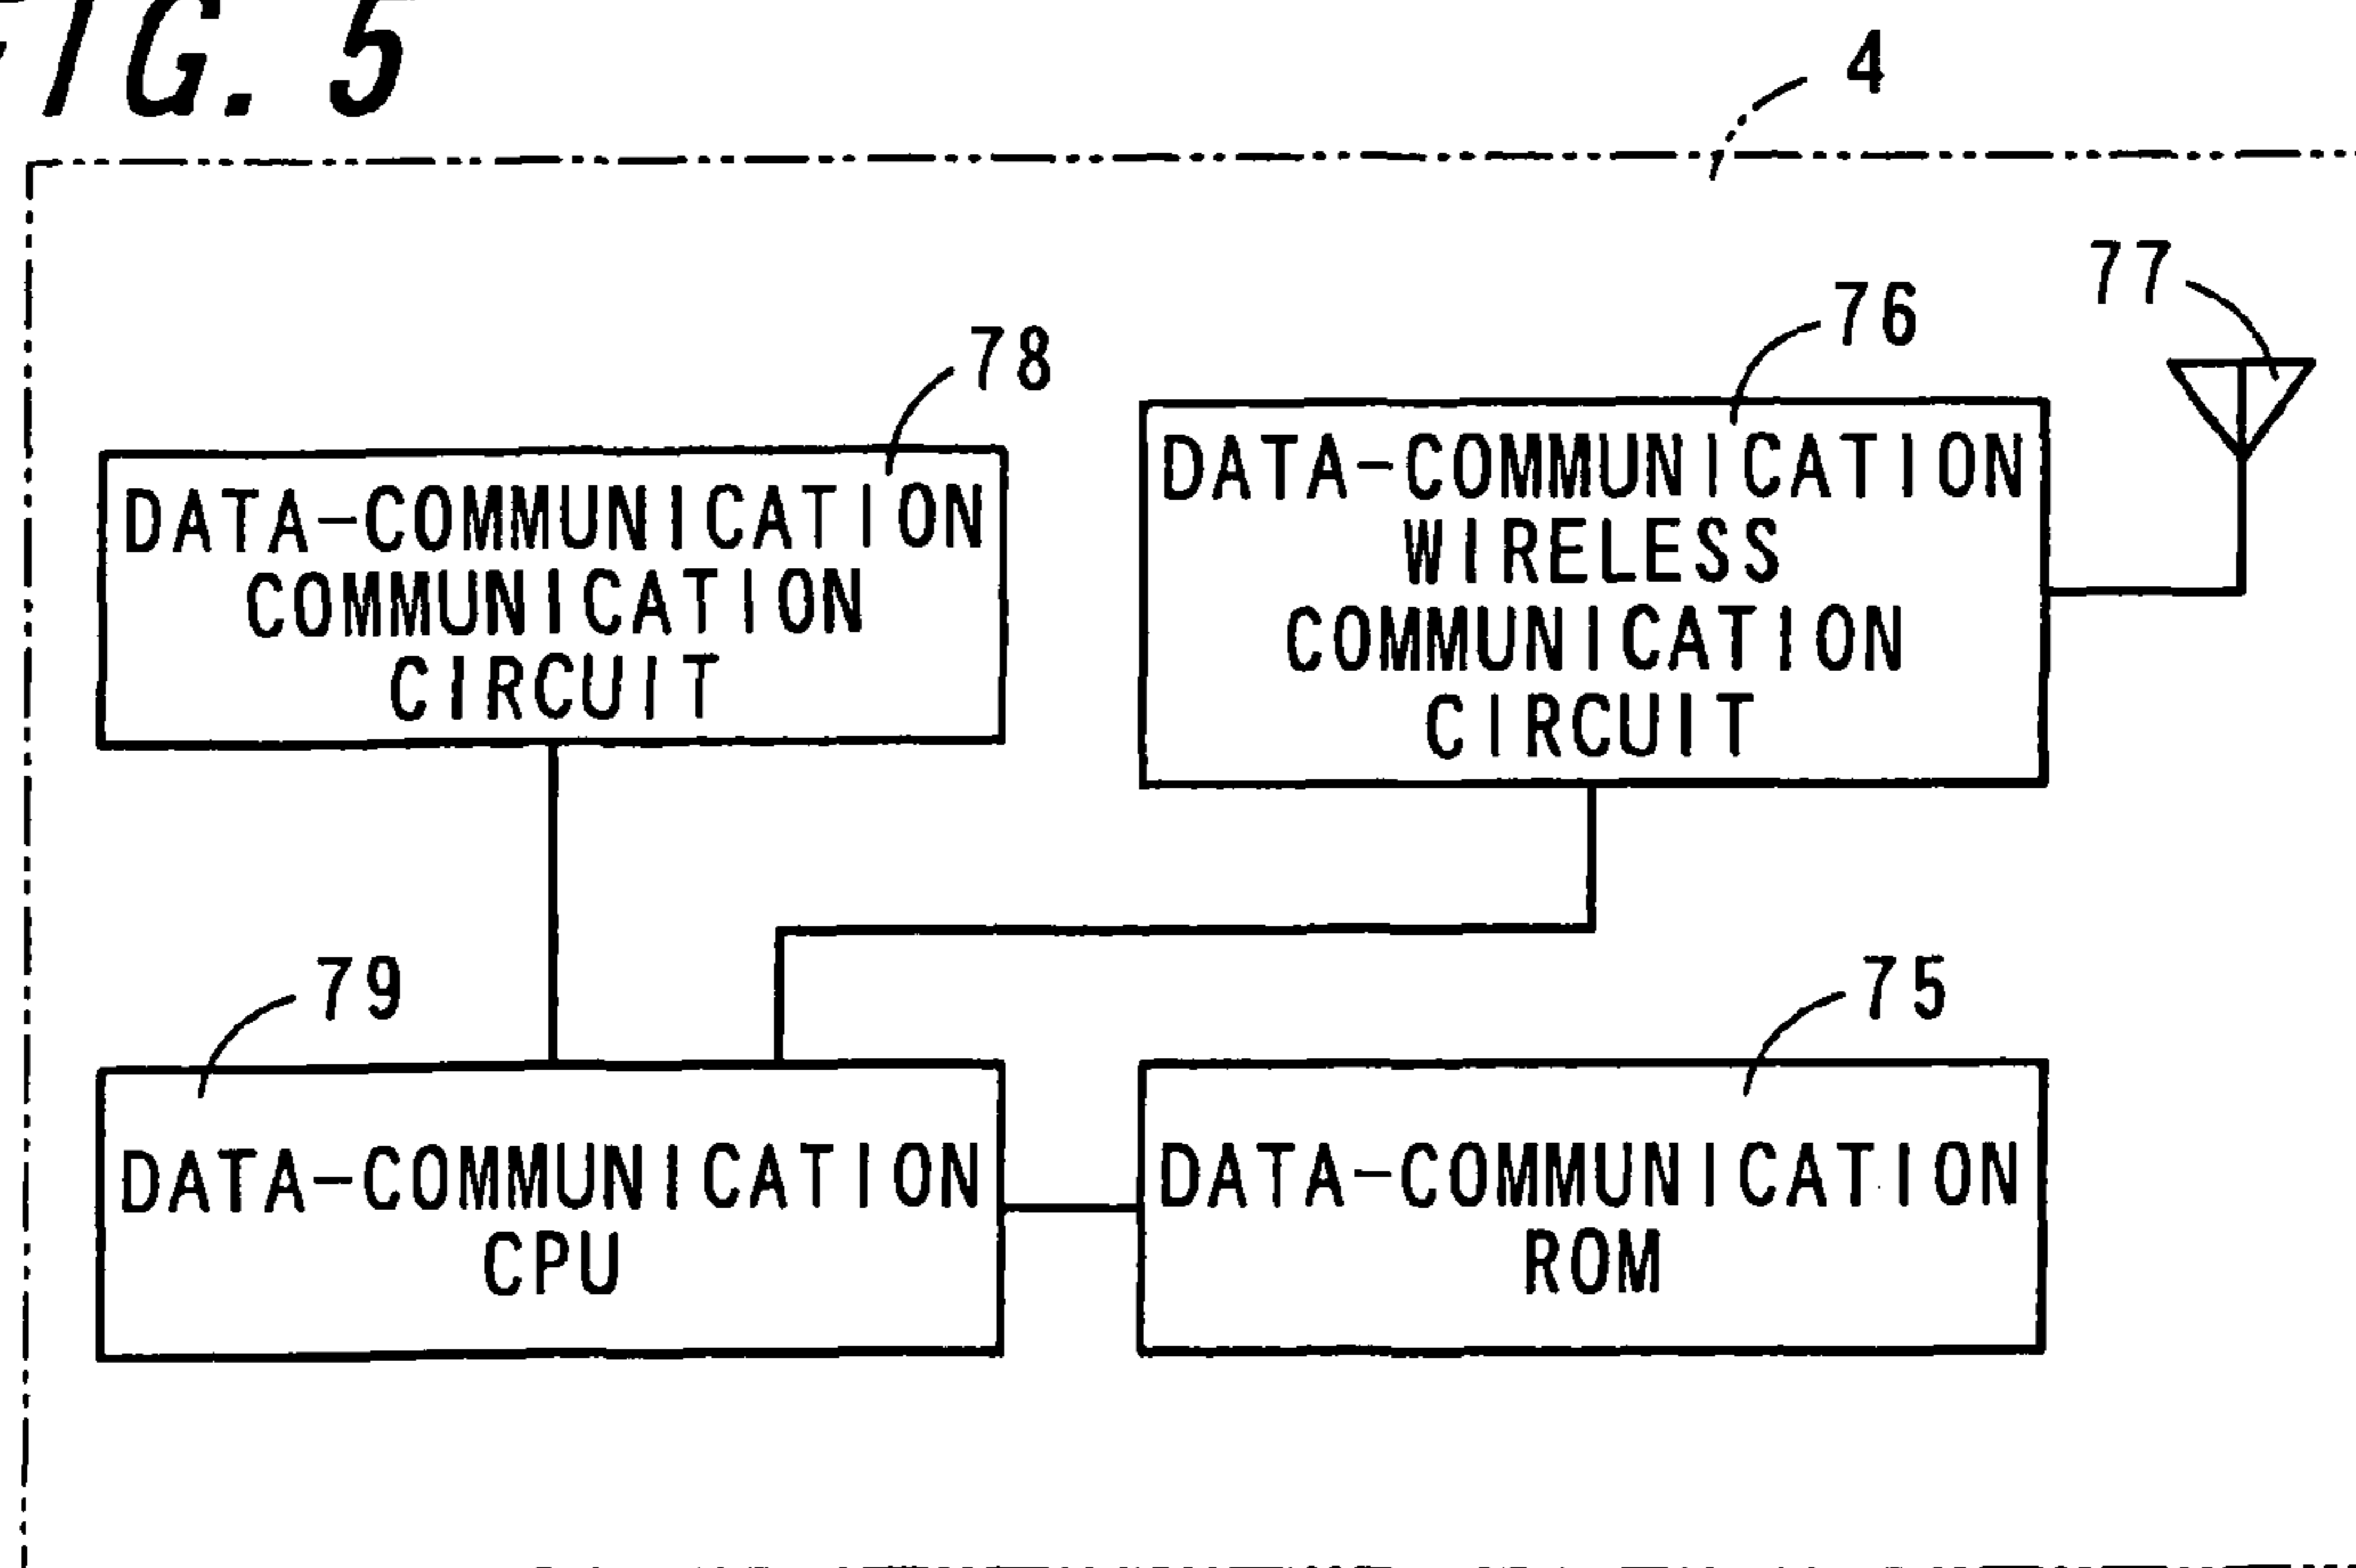 FIG. 5
4
77
76
78
DATA-COMMUNICATION
WIRELESS
COMMUNICATION
CIRCUIT
DATA-COMMUNICATION
COMMUNICATION
CIRCUIT
79
75
DATA-COMMUNICATION
CPU
DATA-COMMUNICATION
ROM